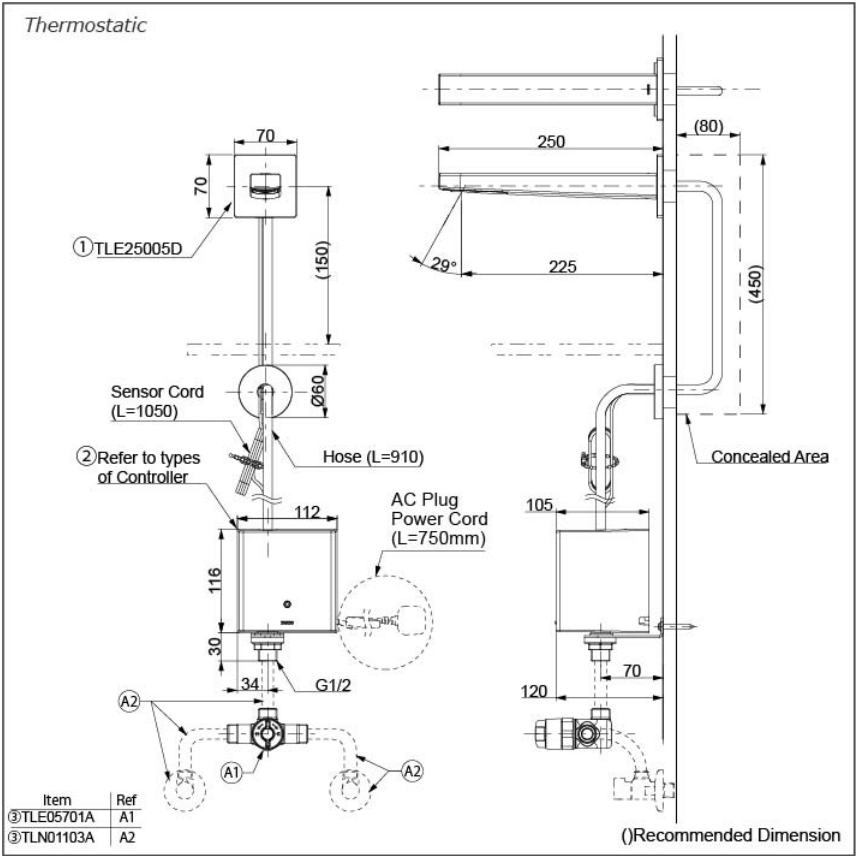 Thermostatic
70
70
①TLE25005D
(150)
250
(80)
29°
225
(450)
Sensor Cord
(L=1050)
Ø60
②Refer to types
of Controller
Hose (L=910)
Concealed Area
112
AC Plug
Power Cord
(L=750mm)
105
116
30
34
G1/2
70
120
A2
A1
A2
Item Ref
③TLE05701A A1
③TLN01103A A2
()Recommended Dimension